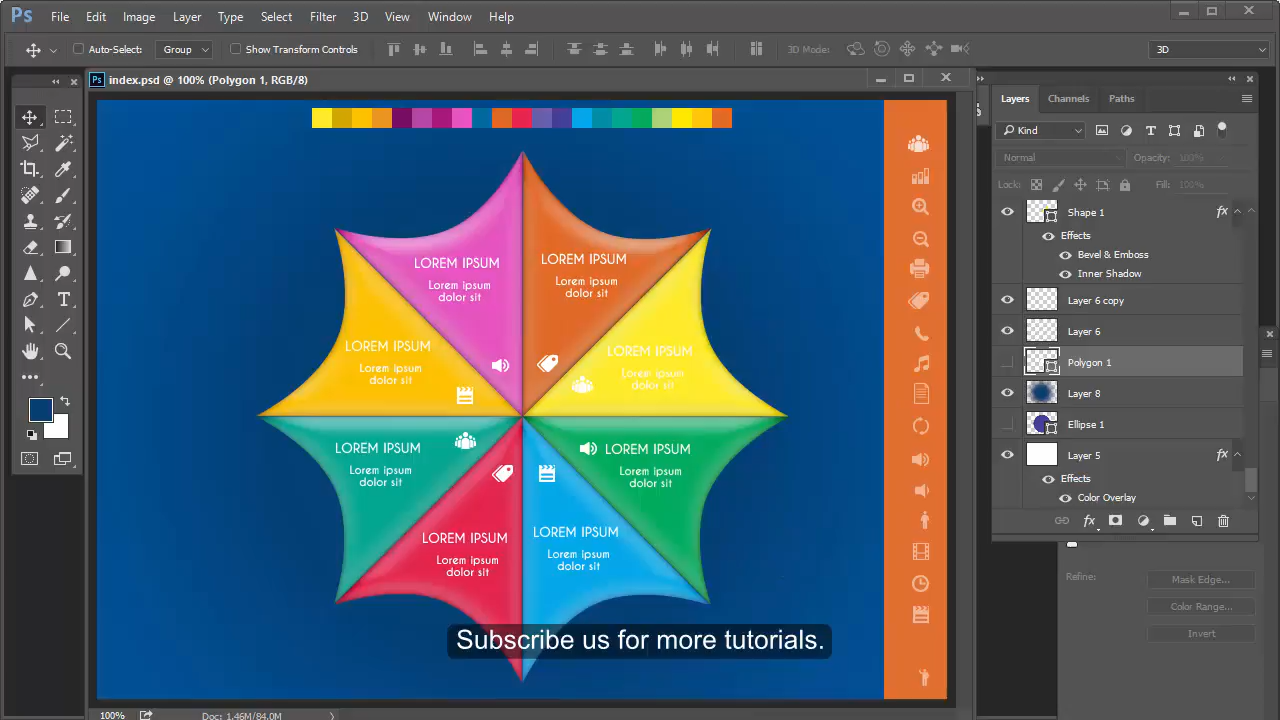 Ps File Edit Image Layer Type Select Filter 3D View Window Help
Auto-Select: Group Show Transform Controls 3D Mode: 3D
Ps index.psd @ 100% (Polygon 1, RGB/8)
Layers Channels Paths
Kind
Normal Opacity: 100%
Lock: Fill: 100%
Shape 1 fx
Effects
Bevel & Emboss
Inner Shadow
Layer 6 copy
Layer 6
Polygon 1
Layer 8
Ellipse 1
Layer 5 fx
Effects
Color Overlay
fx
Refine: Mask Edge...
Color Range...
Invert
LOREM IPSUM
Lorem ipsum
dolor sit
LOREM IPSUM
Lorem ipsum
dolor sit
LOREM IPSUM
Lorem ipsum
dolor sit
LOREM IPSUM
Lorem ipsum
dolor sit
LOREM IPSUM
Lorem ipsum
dolor sit
LOREM IPSUM
Lorem ipsum
dolor sit
LOREM IPSUM
Lorem ipsum
dolor sit
LOREM IPSUM
Lorem ipsum
dolor sit
Subscribe us for more tutorials.
100% Doc: 1.46M/84.0M